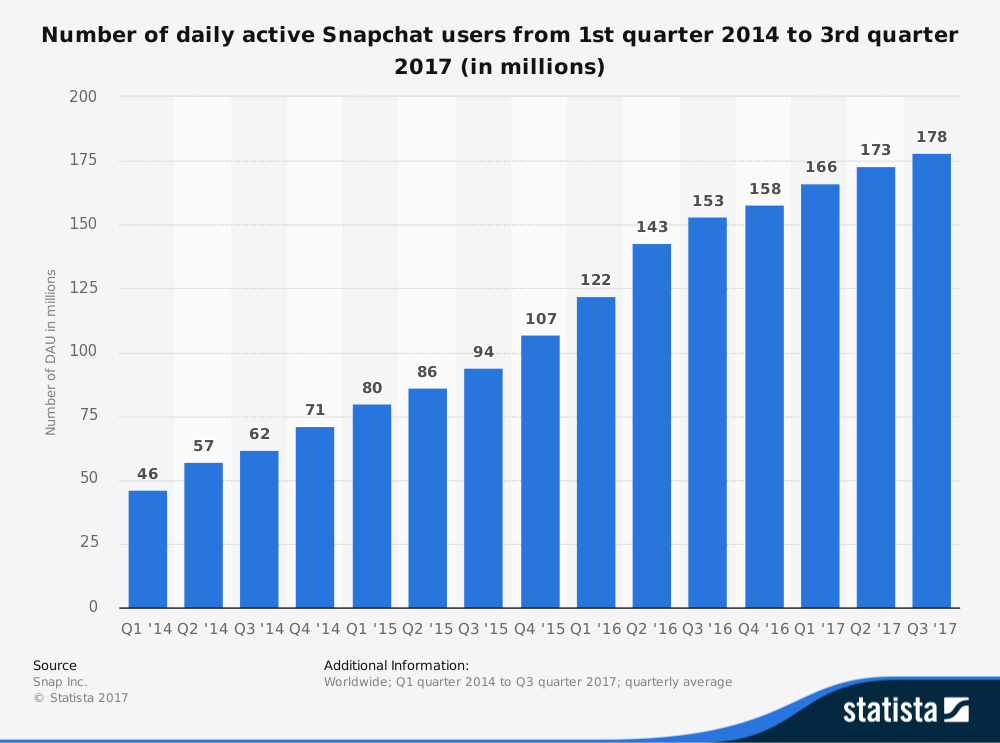 Number of daily active Snapchat users from 1st quarter 2014 to 3rd quarter
2017 (in millions)
200
175
150
125
100
75
50
25
0
Number of DAU in millions
46
57
62
71
80
86
94
107
122
143
153
158
166
173
178
Q1 '14 Q2 '14 Q3 '14 Q4 '14 Q1 '15 Q2 '15 Q3 '15 Q4 '15 Q1 '16 Q2 '16 Q3 '16 Q4 '16 Q1 '17 Q2 '17 Q3 '17
Source
Snap Inc.
© Statista 2017
Additional Information:
Worldwide; Q1 quarter 2014 to Q3 quarter 2017; quarterly average
statista